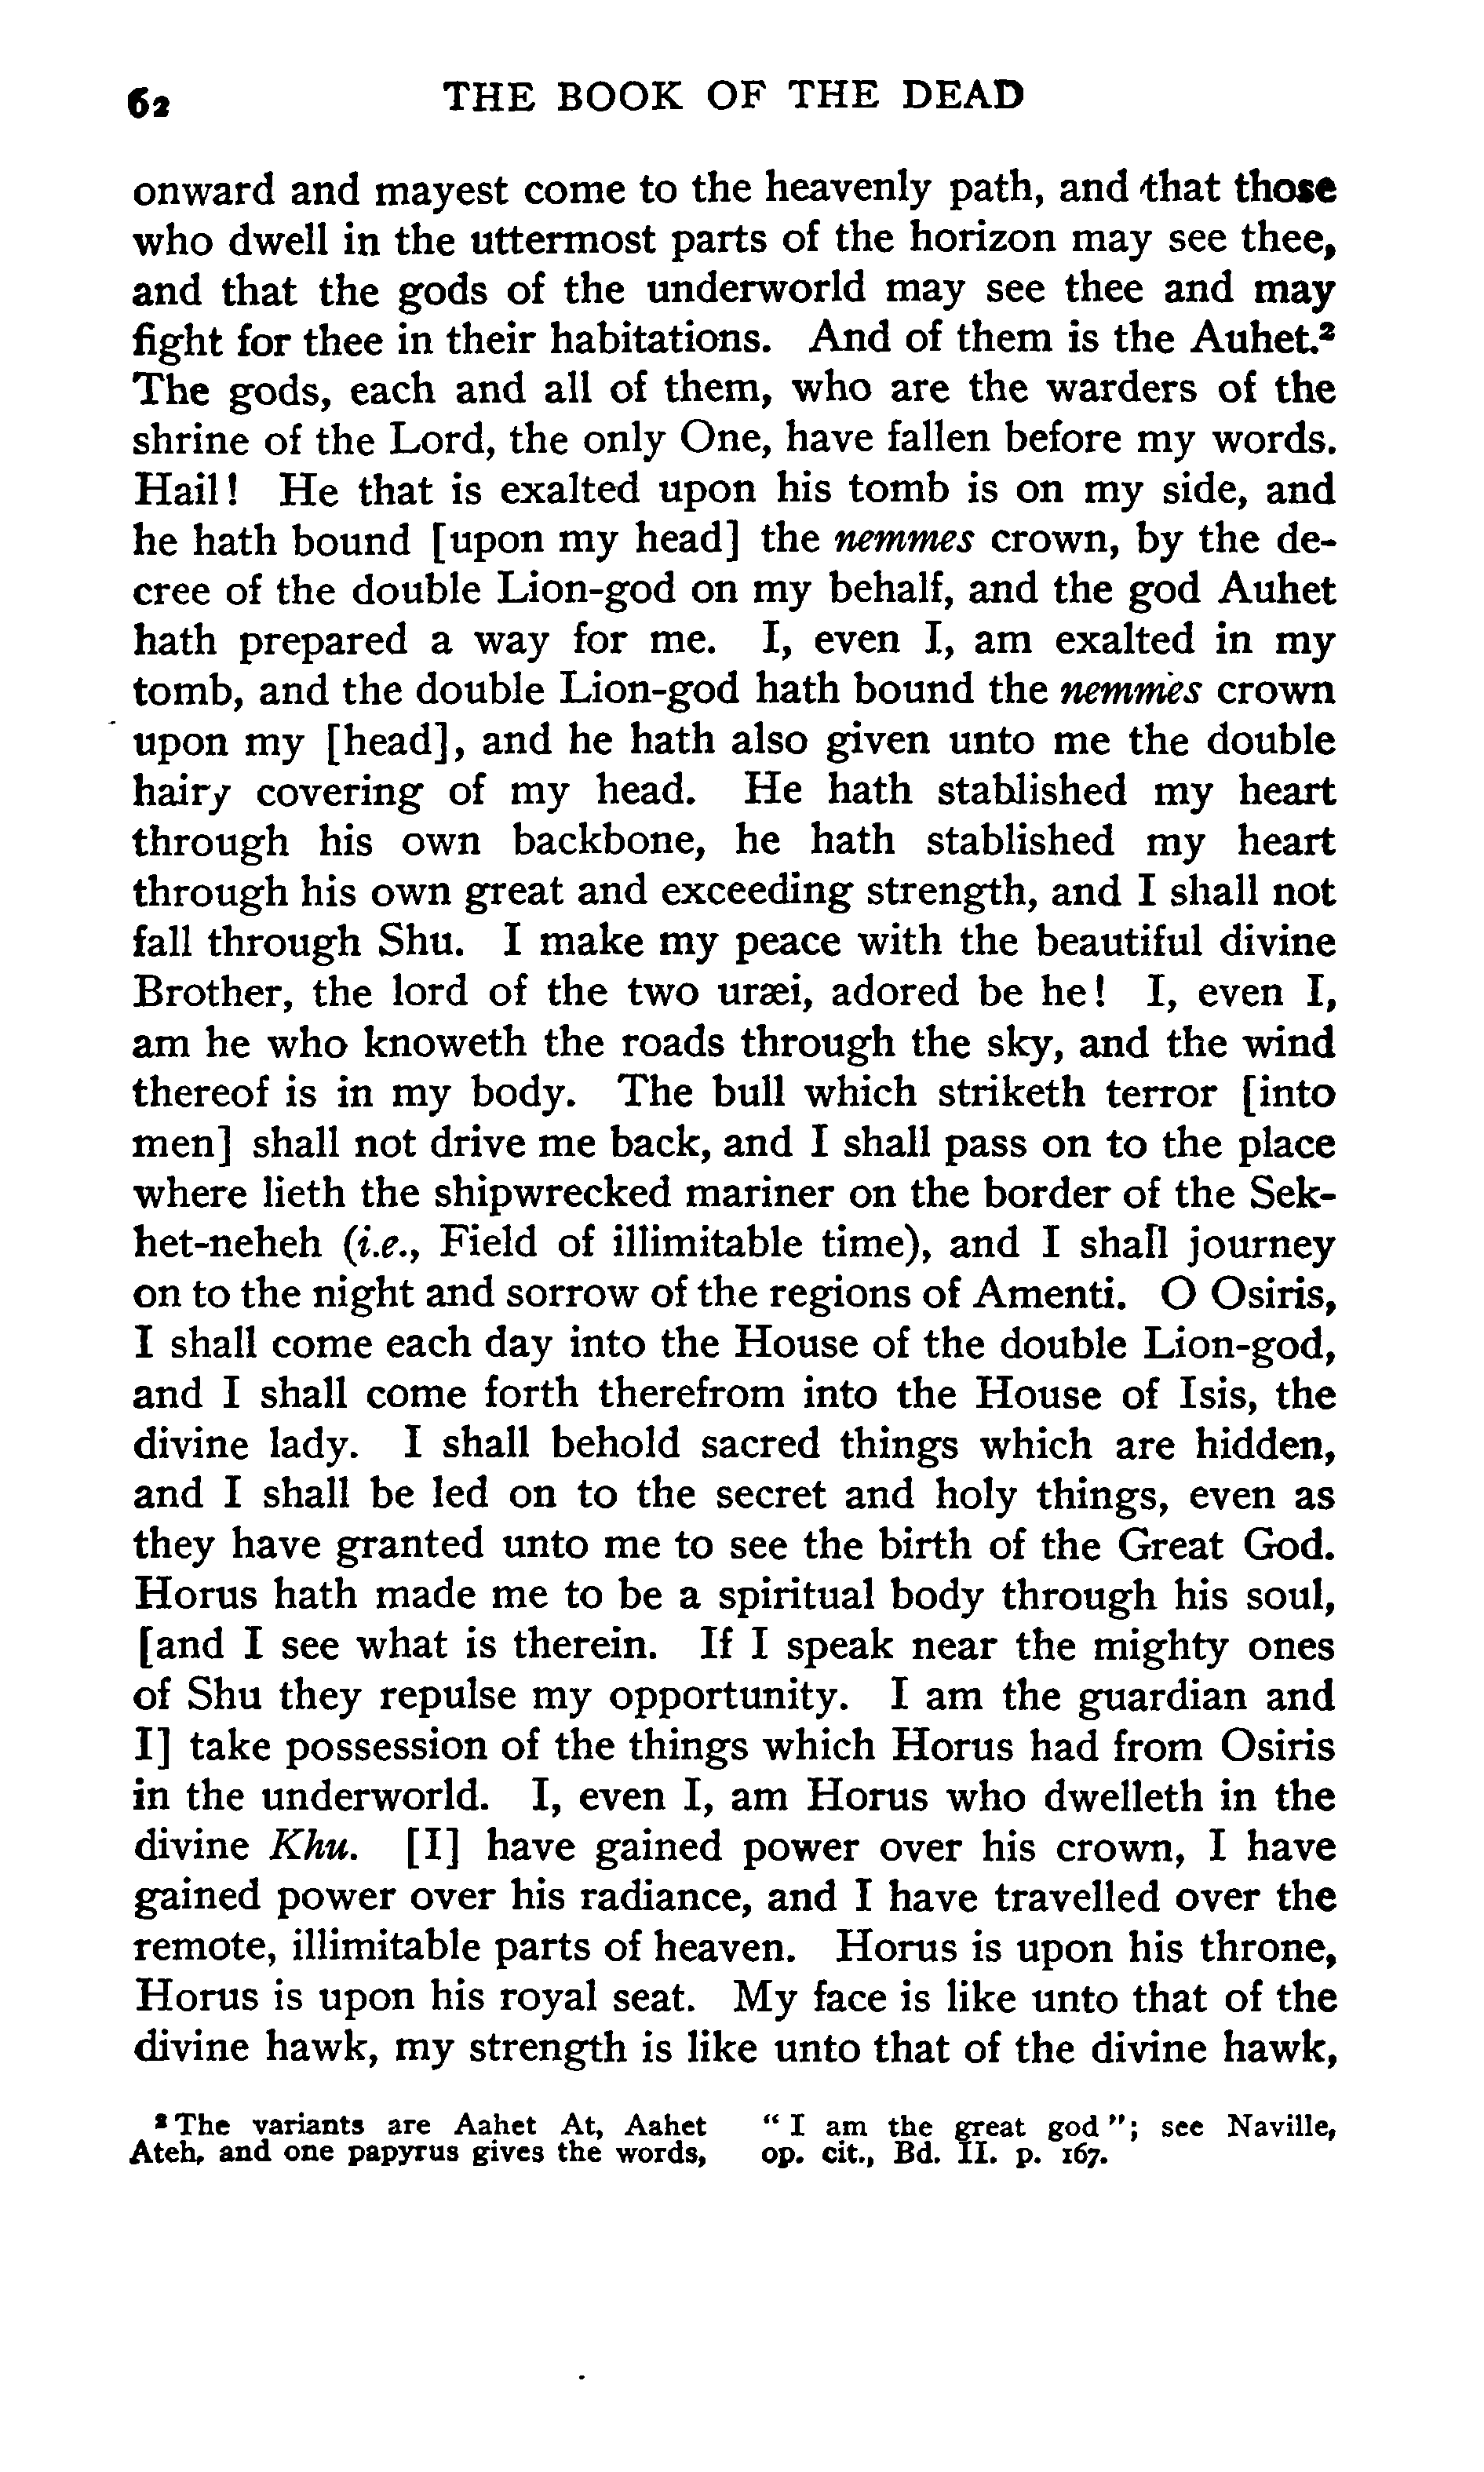 62 THE BOOK OF THE DEAD
onward and mayest come to the heavenly path, and that those
who dwell in the uttermost parts of the horizon may see thee,
and that the gods of the underworld may see thee and may
fight for thee in their habitations. And of them is the Auhet.²
The gods, each and all of them, who are the warders of the
shrine of the Lord, the only One, have fallen before my words.
Hail! He that is exalted upon his tomb is on my side, and
he hath bound [upon my head] the nemmes crown, by the de-
cree of the double Lion-god on my behalf, and the god Auhet
hath prepared a way for me. I, even I, am exalted in my
tomb, and the double Lion-god hath bound the nemmes crown
upon my [head], and he hath also given unto me the double
hairy covering of my head. He hath stablished my heart
through his own backbone, he hath stablished my heart
through his own great and exceeding strength, and I shall not
fall through Shu. I make my peace with the beautiful divine
Brother, the lord of the two uræi, adored be he! I, even I,
am he who knoweth the roads through the sky, and the wind
thereof is in my body. The bull which striketh terror [into
men] shall not drive me back, and I shall pass on to the place
where lieth the shipwrecked mariner on the border of the Sek-
het-neheh (i.e., Field of illimitable time), and I shall journey
on to the night and sorrow of the regions of Amenti. O Osiris,
I shall come each day into the House of the double Lion-god,
and I shall come forth therefrom into the House of Isis, the
divine lady. I shall behold sacred things which are hidden,
and I shall be led on to the secret and holy things, even as
they have granted unto me to see the birth of the Great God.
Horus hath made me to be a spiritual body through his soul,
[and I see what is therein. If I speak near the mighty ones
of Shu they repulse my opportunity. I am the guardian and
I] take possession of the things which Horus had from Osiris
in the underworld. I, even I, am Horus who dwelleth in the
divine Khu. [I] have gained power over his crown, I have
gained power over his radiance, and I have travelled over the
remote, illimitable parts of heaven. Horus is upon his throne,
Horus is upon his royal seat. My face is like unto that of the
divine hawk, my strength is like unto that of the divine hawk,
² The variants are Aahet At, Aahet
Ateh, and one papyrus gives the words,
“I am the great god”; see Naville,
op. cit., Bd. II. p. 167.